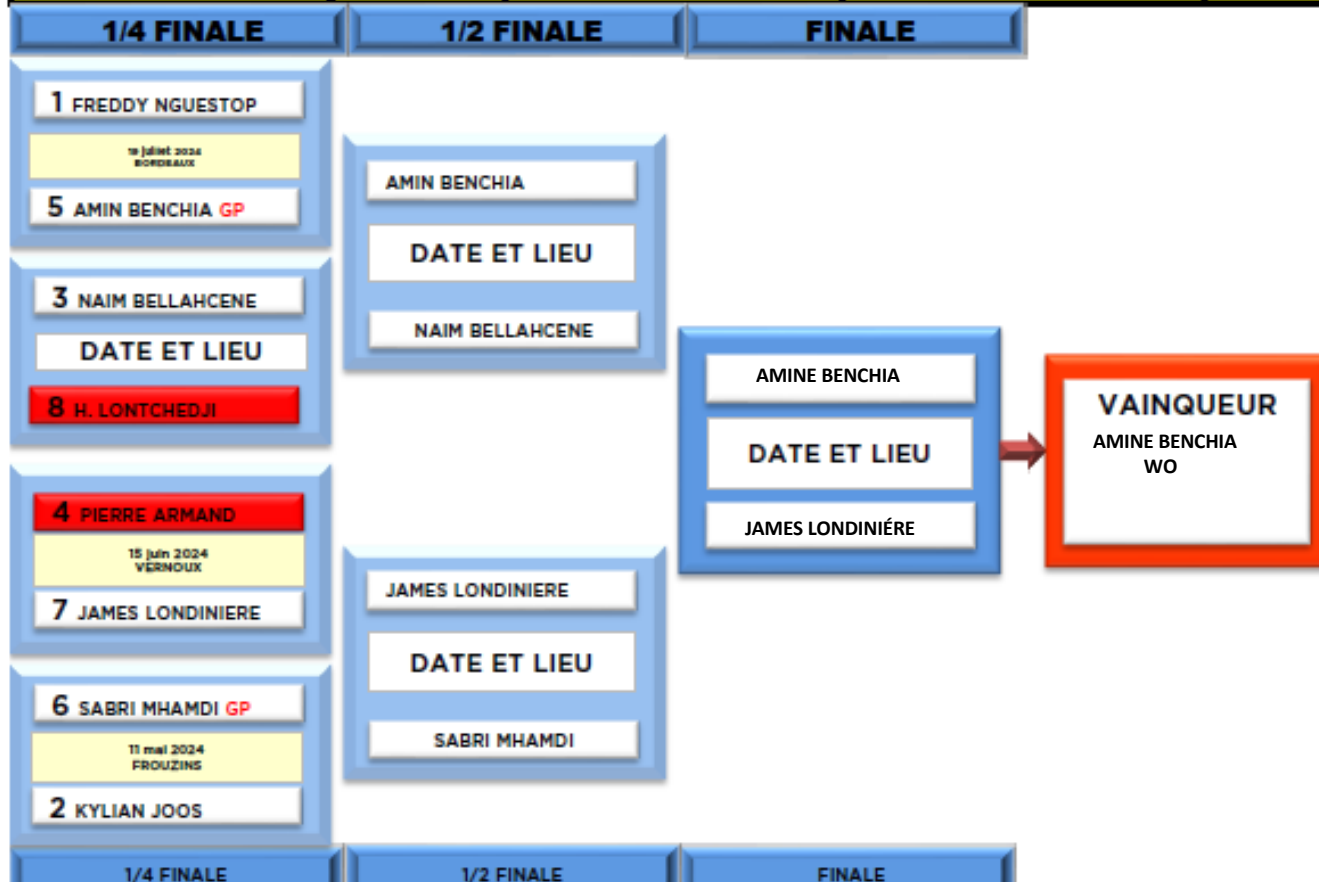 1/4 FINALE
1/2 FINALE
FINALE
1 FREDDY NGUESTOP
19 juillet 2024
BORDEAUX
5 AMIN BENCHIA GP
3 NAIM BELLAHCENE
DATE ET LIEU
8 H. LONTCHEDJI
4 PIERRE ARMAND
15 juin 2024
VERNOUX
7 JAMES LONDINIERE
6 SABRI MHAMDI GP
11 mai 2024
FROUZINS
2 KYLIAN JOOS
AMIN BENCHIA
DATE ET LIEU
NAIM BELLAHCENE
JAMES LONDINIERE
DATE ET LIEU
SABRI MHAMDI
AMINE BENCHIA
DATE ET LIEU
JAMES LONDINIÉRE
VAINQUEUR
AMINE BENCHIA
WO
1/4 FINALE
1/2 FINALE
FINALE